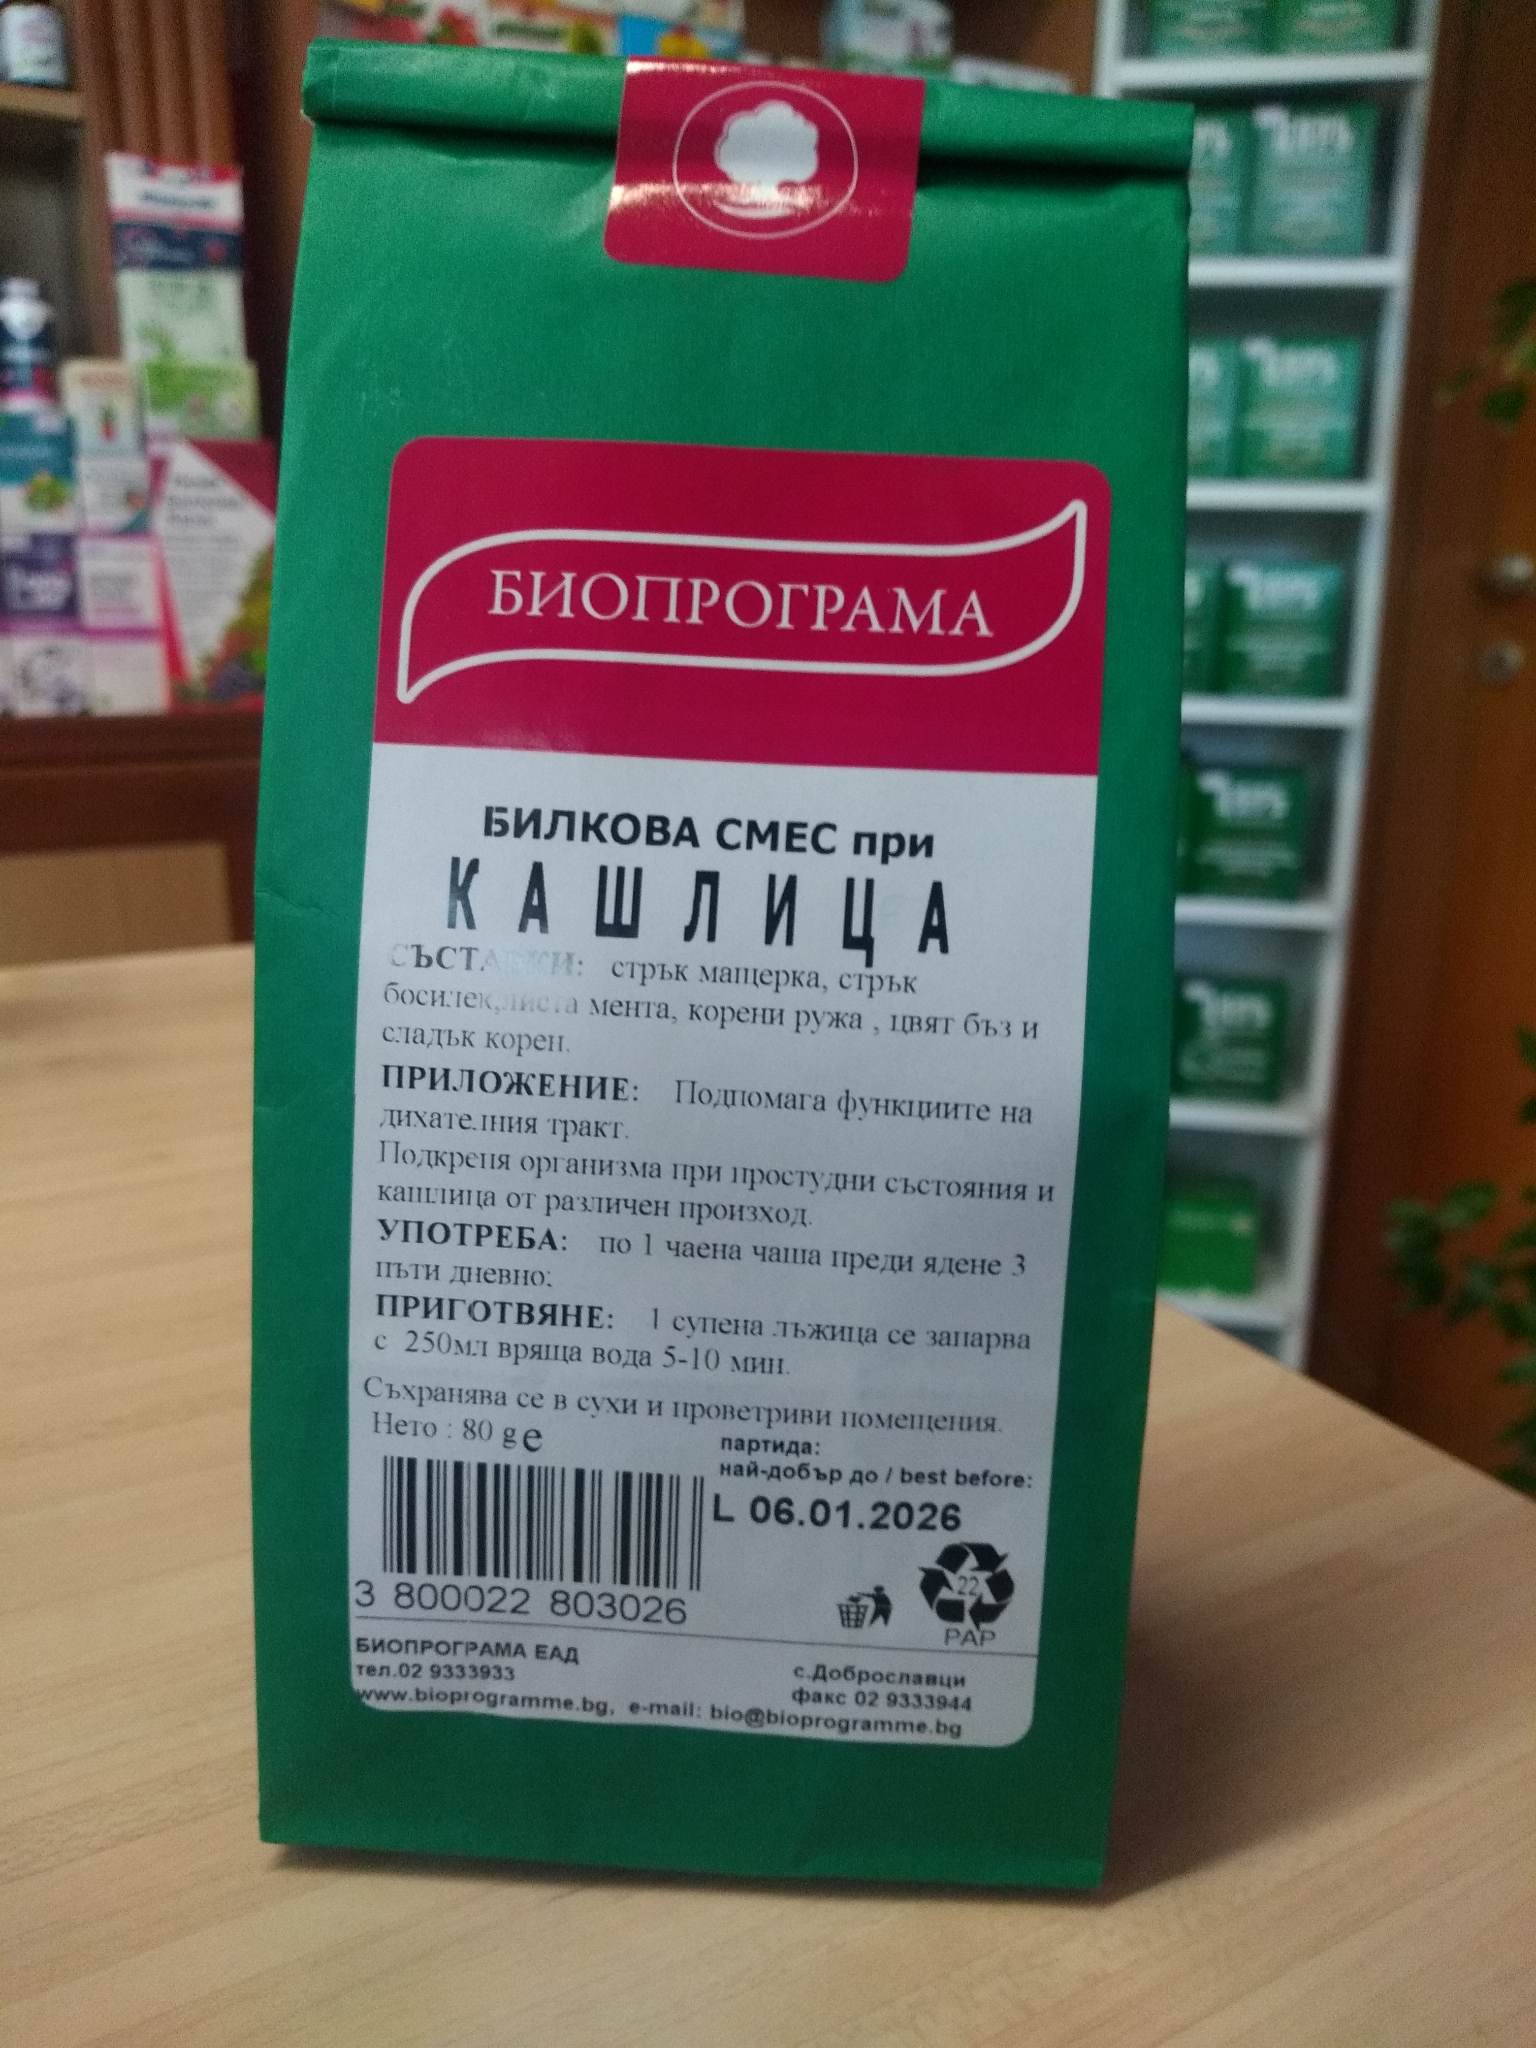 БИОПРОГРАМА
БИЛКОВА СМЕС при
КАШЛИЦА
СЪСТАВКИ: стрък мащерка, стрък
босилек,листа мента, корени ружа , цвят бъз и
сладък корен.
ПРИЛОЖЕНИЕ: Подпомага функциите на
дихателния тракт.
Подкрепя организма при простудни състояния и
кашлица от различен произход.
УПОТРЕБА: по 1 чаена чаша преди ядене 3
пъти дневно;
ПРИГОТВЯНЕ: 1 супена лъжица се запарва
с 250мл вряща вода 5-10 мин.
Съхранява се в сухи и проветриви помещения.
Нето : 80 g e
партида:
най-добър до / best before:
L 06.01.2026
3 800022 803026
22
PAP
БИОПРОГРАМА ЕАД
с.Доброславци
тел.02 9333933
факс 02 9333944
www.bioprogramme.bg, e-mail: bio@bioprogramme.bg